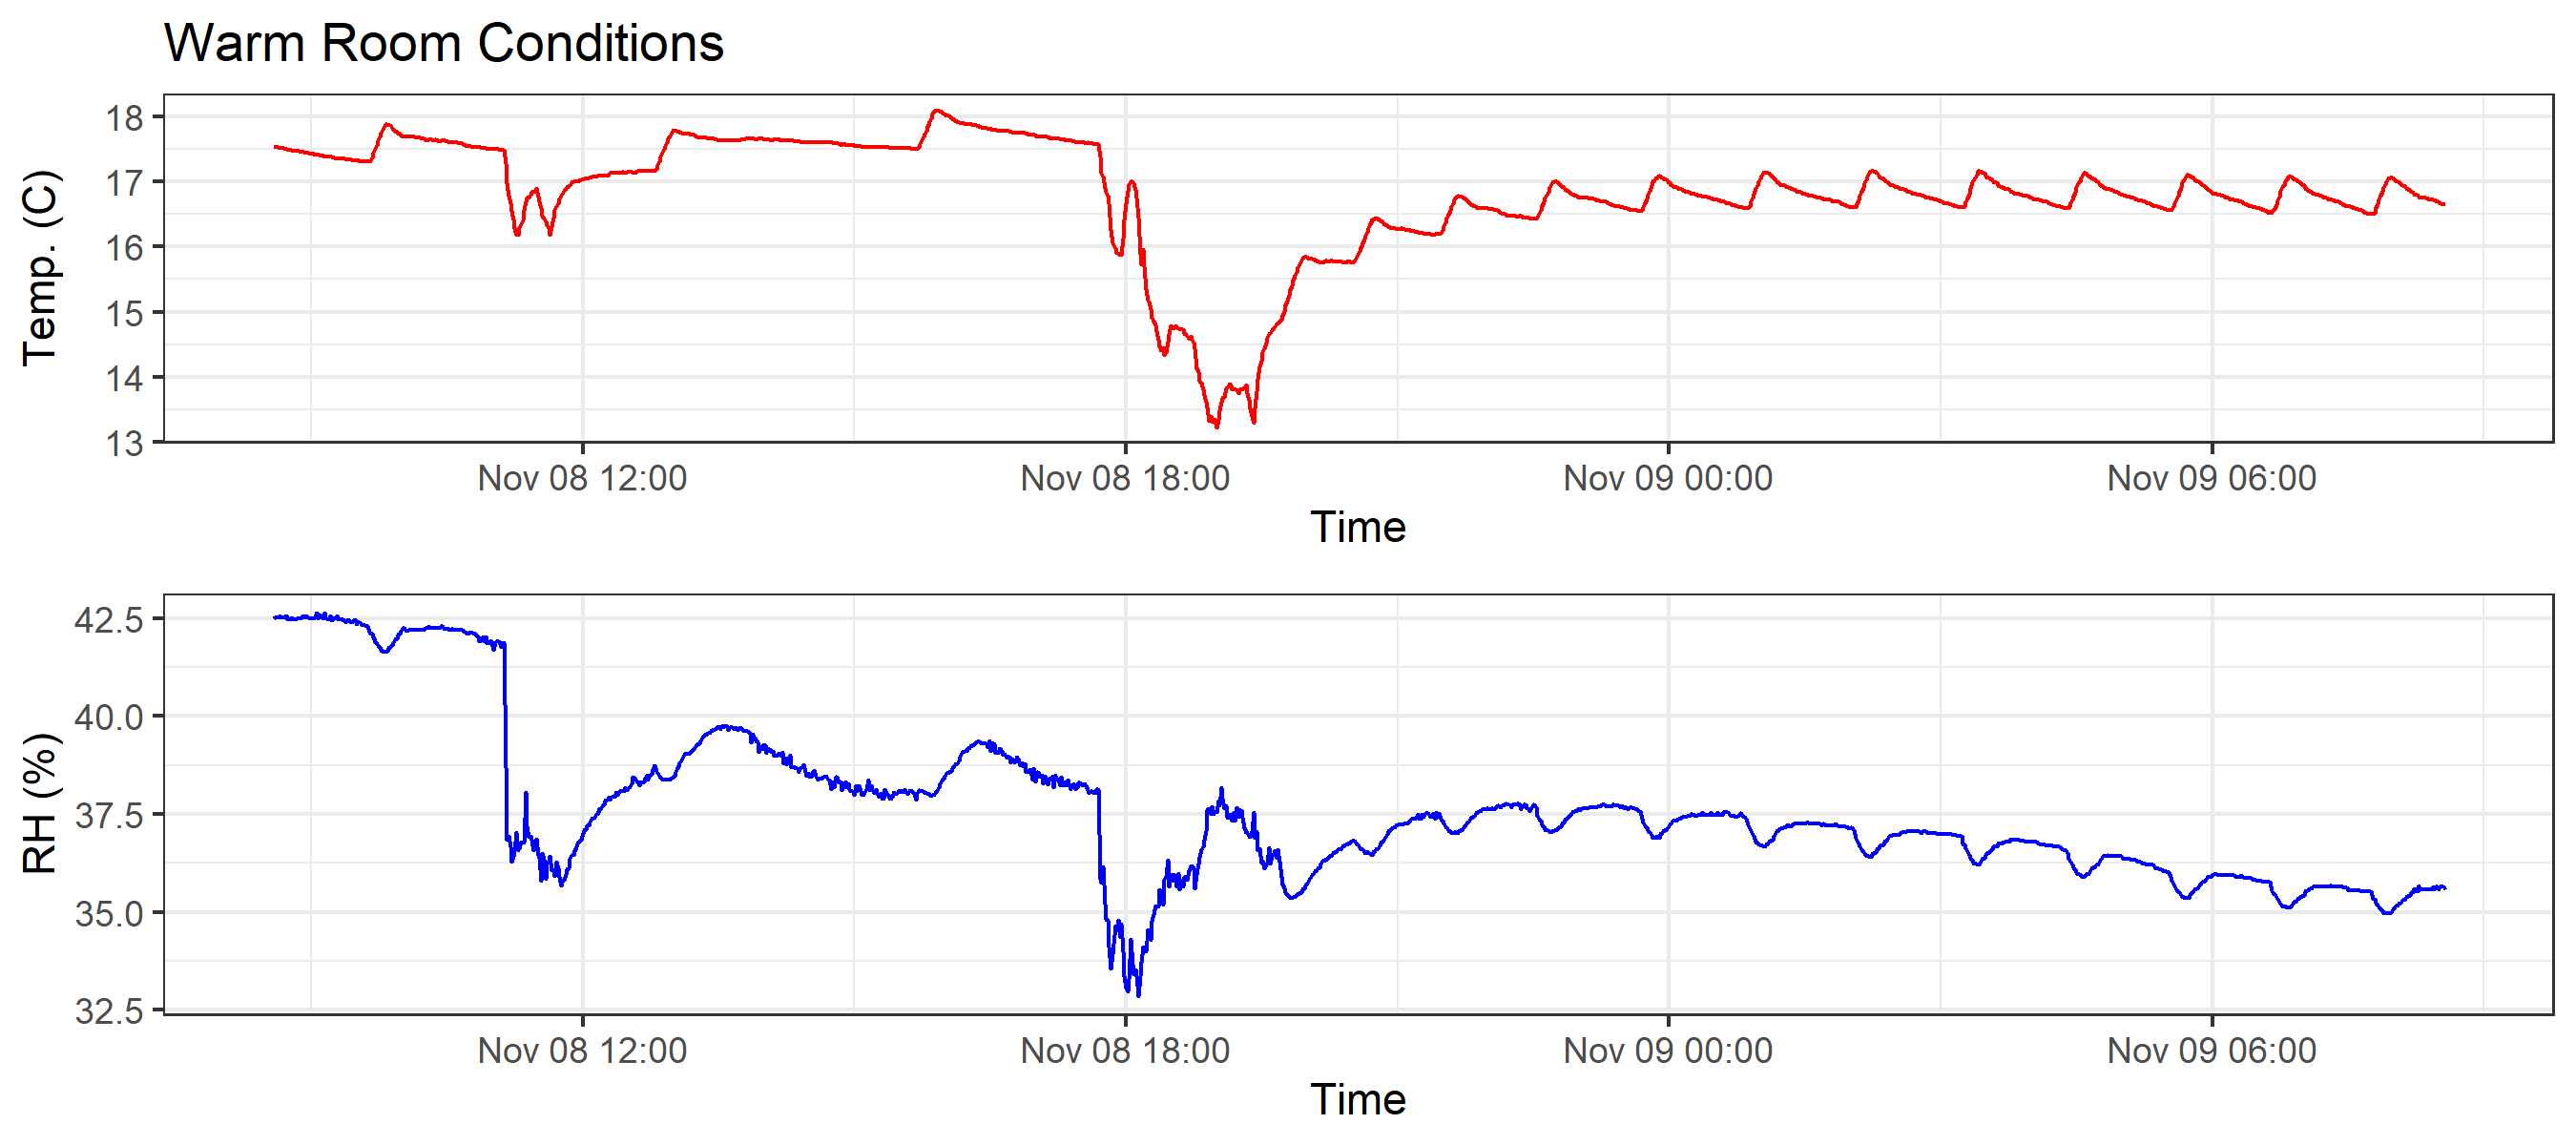 Warm Room Conditions
18
17
16
15
14
13
Temp. (C)
Nov 08 12:00 Nov 08 18:00 Nov 09 00:00 Nov 09 06:00
Time
42.5
40.0
37.5
35.0
32.5
RH (%)
Nov 08 12:00 Nov 08 18:00 Nov 09 00:00 Nov 09 06:00
Time